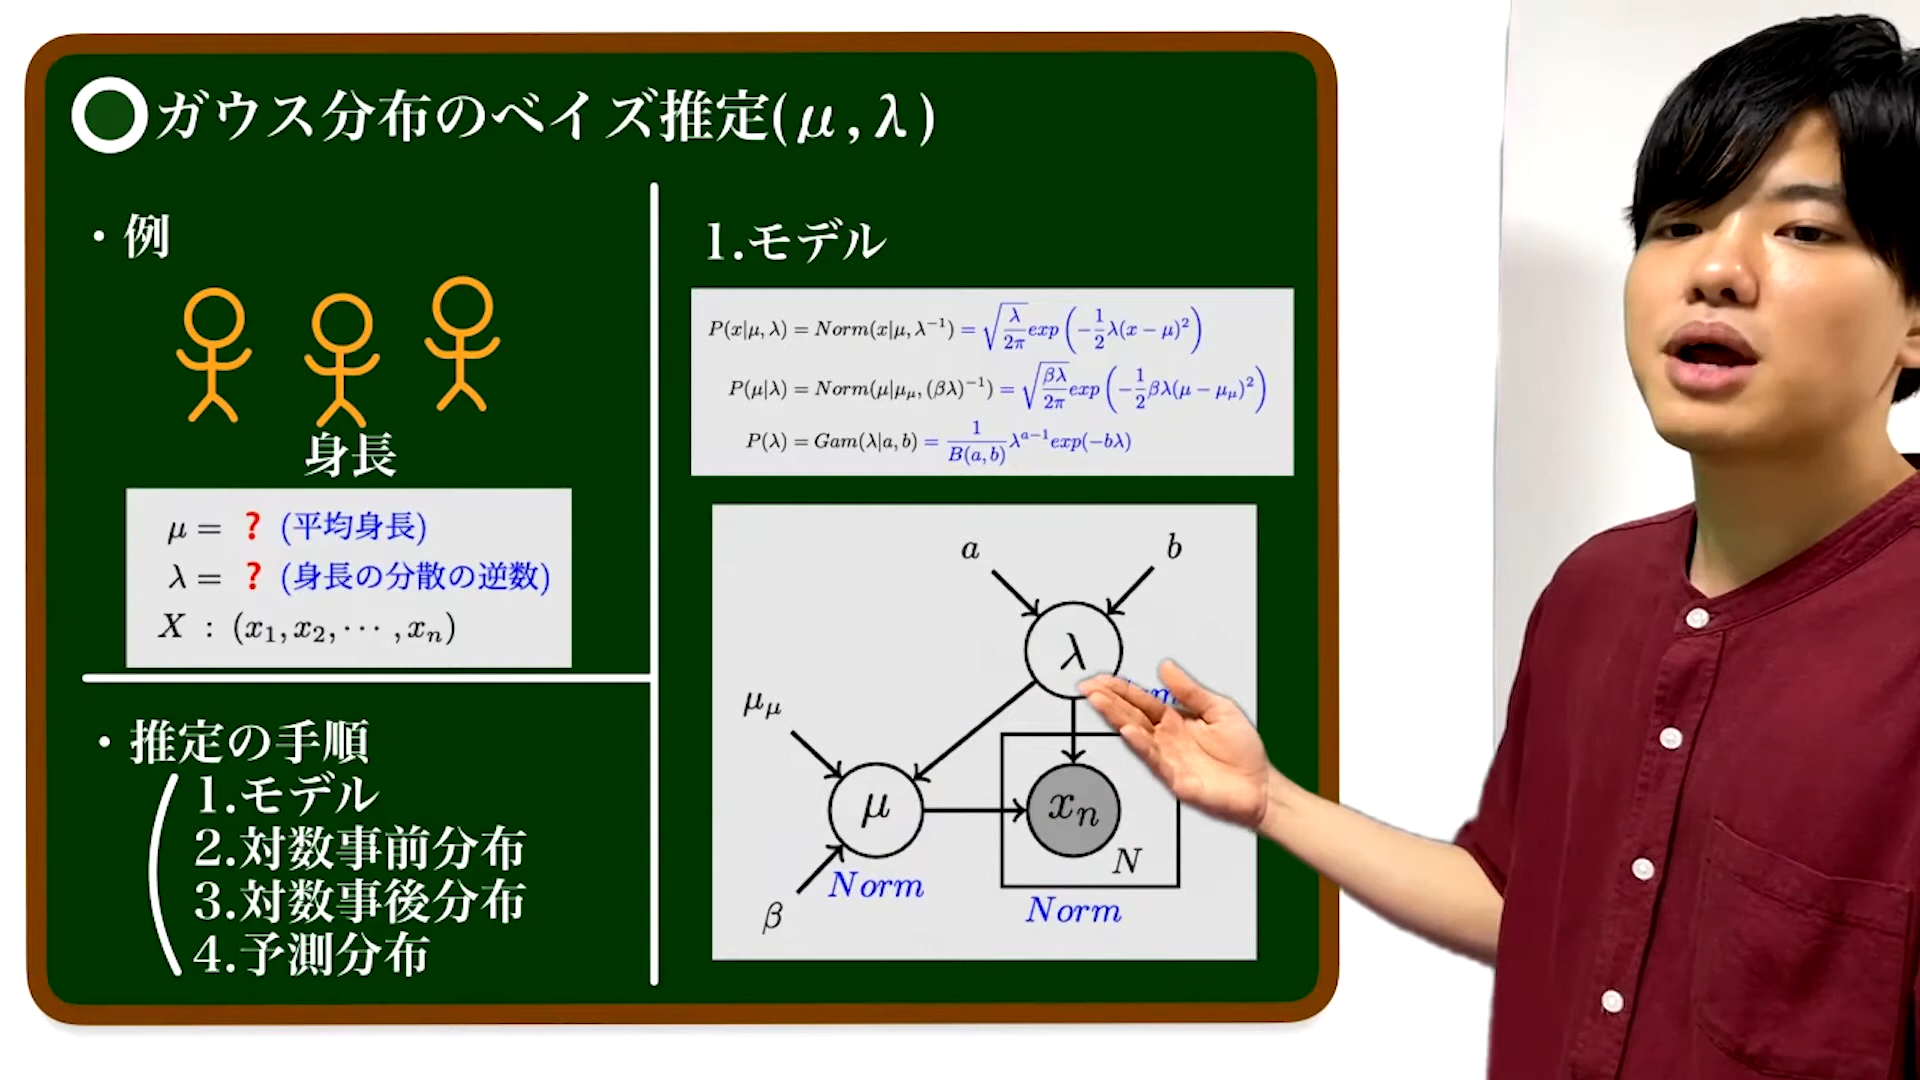 ガウス分布のベイズ推定(μ,λ)
・例
身長
μ = ? (平均身長)
λ = ? (身長の分散の逆数)
X : (x₁, x₂, ⋯ , xₙ)
・推定の手順
1.モデル
2.対数事前分布
3.対数事後分布
4.予測分布
1.モデル
P(x|μ, λ) = Norm(x|μ, λ⁻¹) = √(λ/2π) exp(−1/2 λ(x − μ)²)
P(μ|λ) = Norm(μ|μ_μ, (βλ)⁻¹) = √(βλ/2π) exp(−1/2 βλ(μ − μ_μ)²)
P(λ) = Gam(λ|a, b) = 1/B(a, b) λᵃ⁻¹ exp(−bλ)
a b
λ
μ_μ
μ xₙ
N
Norm
Norm
β